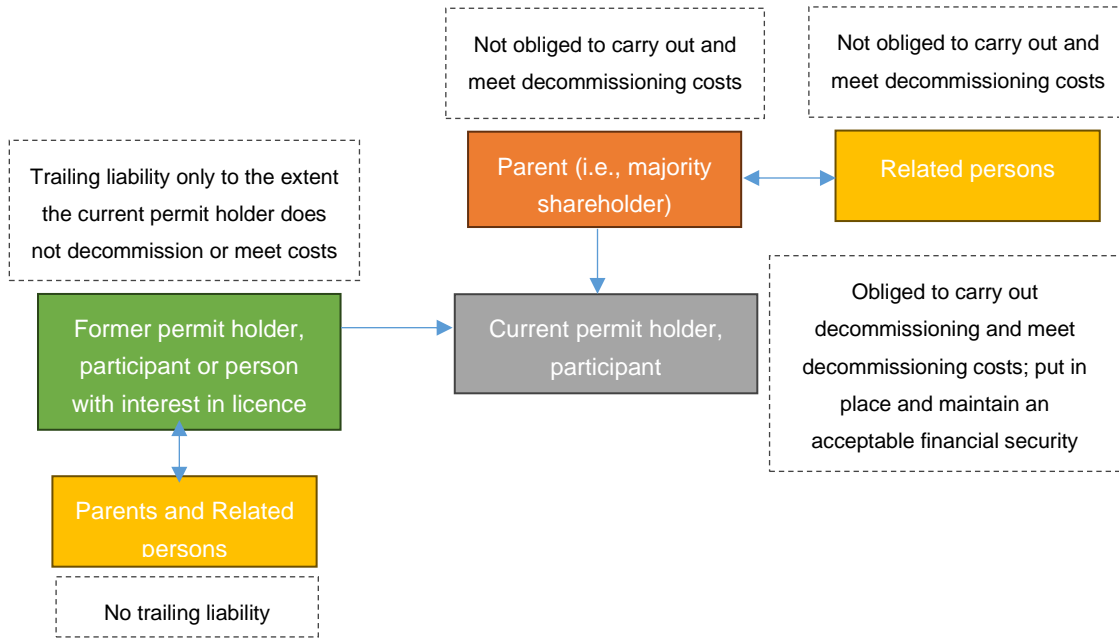 Not obliged to carry out and
meet decommissioning costs
Not obliged to carry out and
meet decommissioning costs
Parent (i.e., majority
shareholder)
Related persons
Trailing liability only to the extent
the current permit holder does
not decommission or meet costs
Former permit holder,
participant or person
with interest in licence
Current permit holder,
participant
Obliged to carry out
decommissioning and meet
decommissioning costs; put in
place and maintain an
acceptable financial security
Parents and Related
persons
No trailing liability